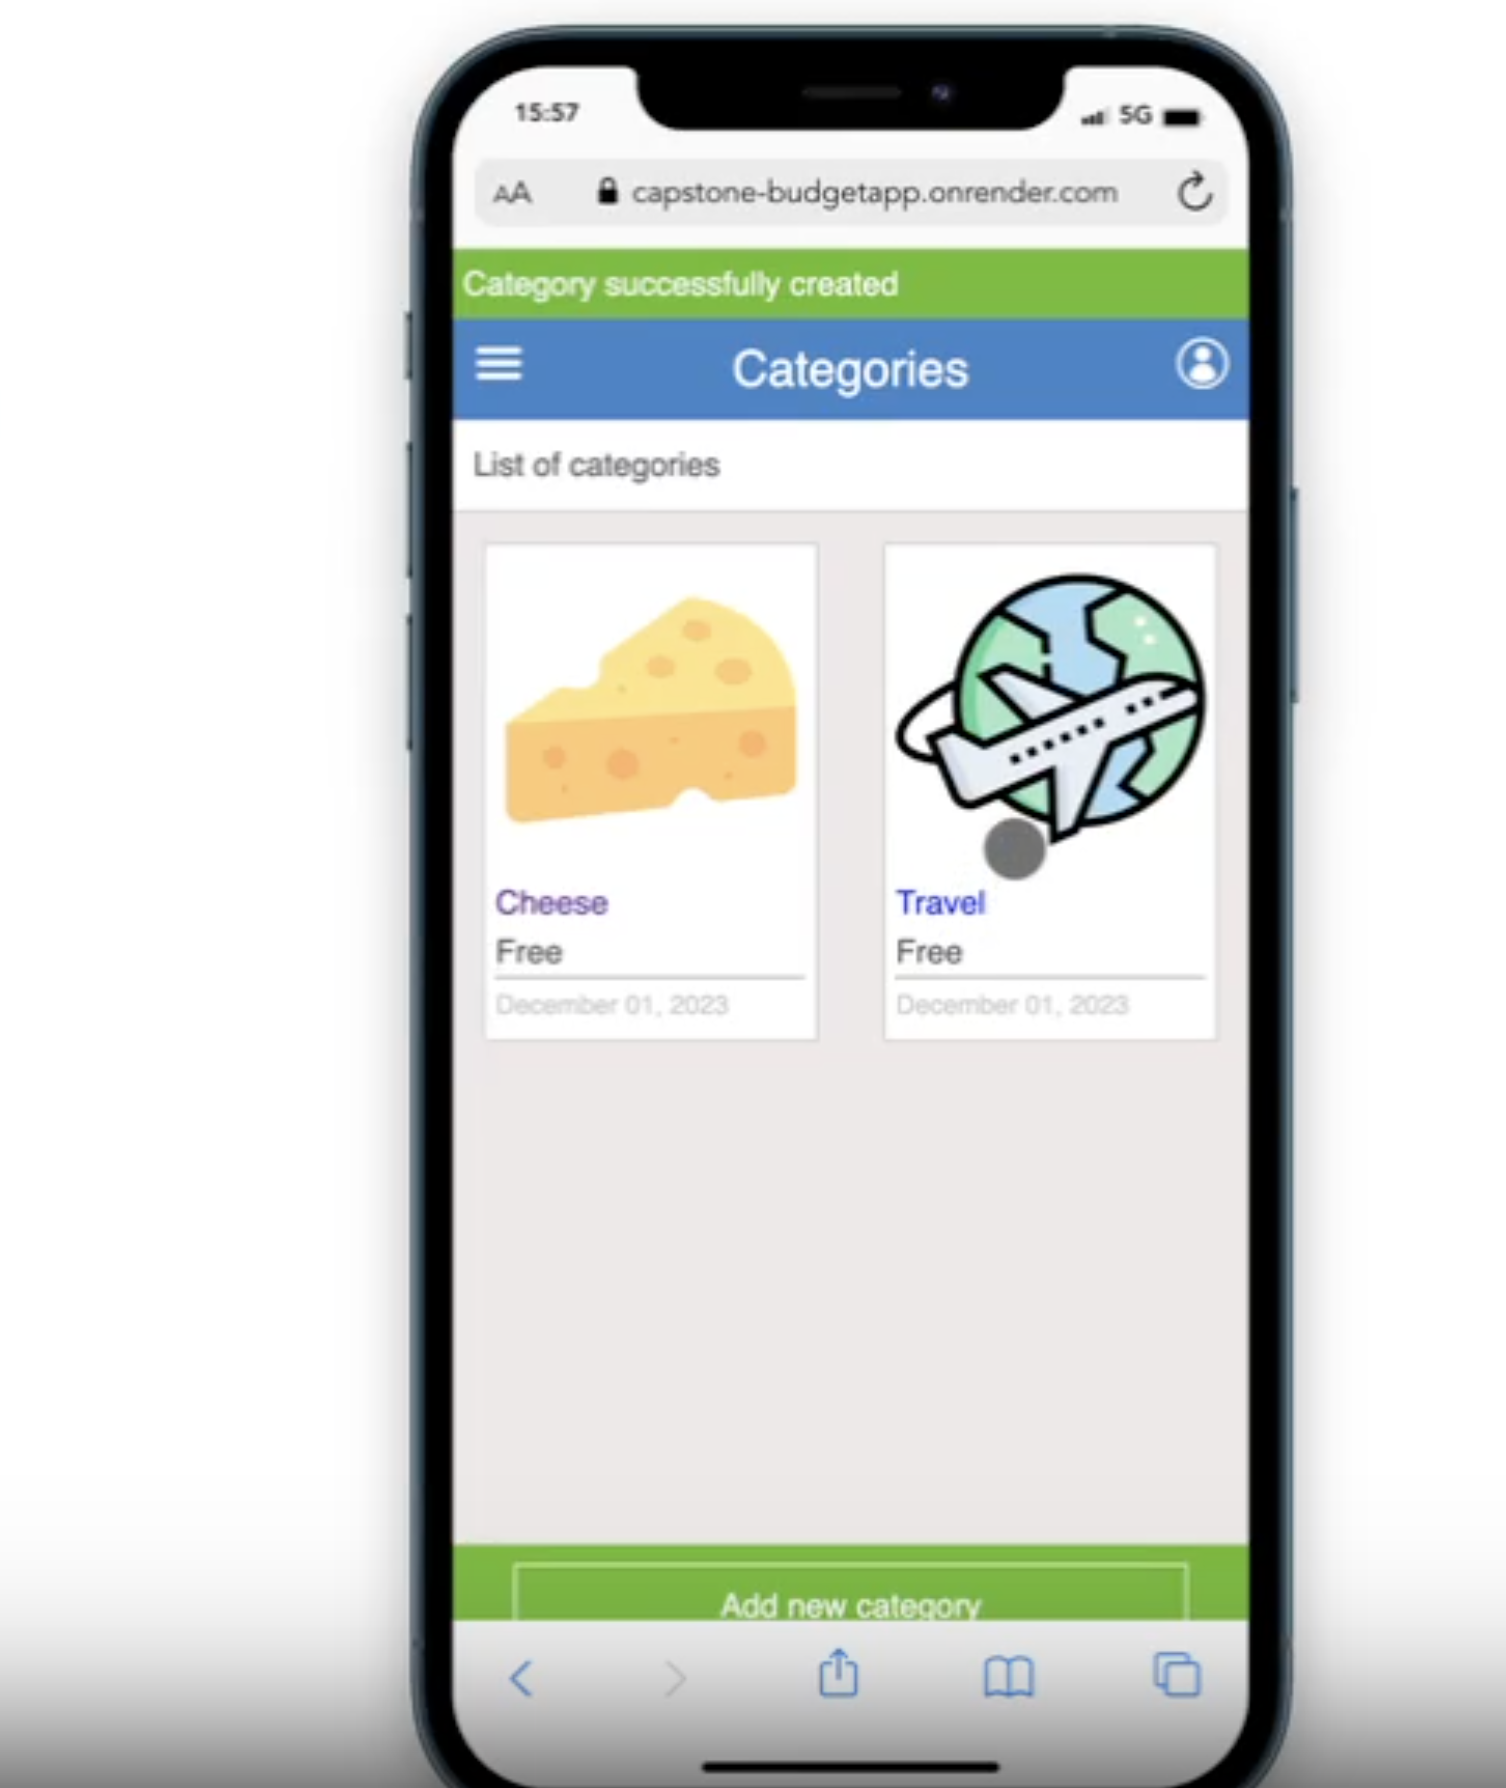 15:57
5G
AA capstone-budgetapp.onrender.com
Category successfully created
Categories
List of categories
Cheese
Free
December 01, 2023
Travel
Free
December 01, 2023
Add new category